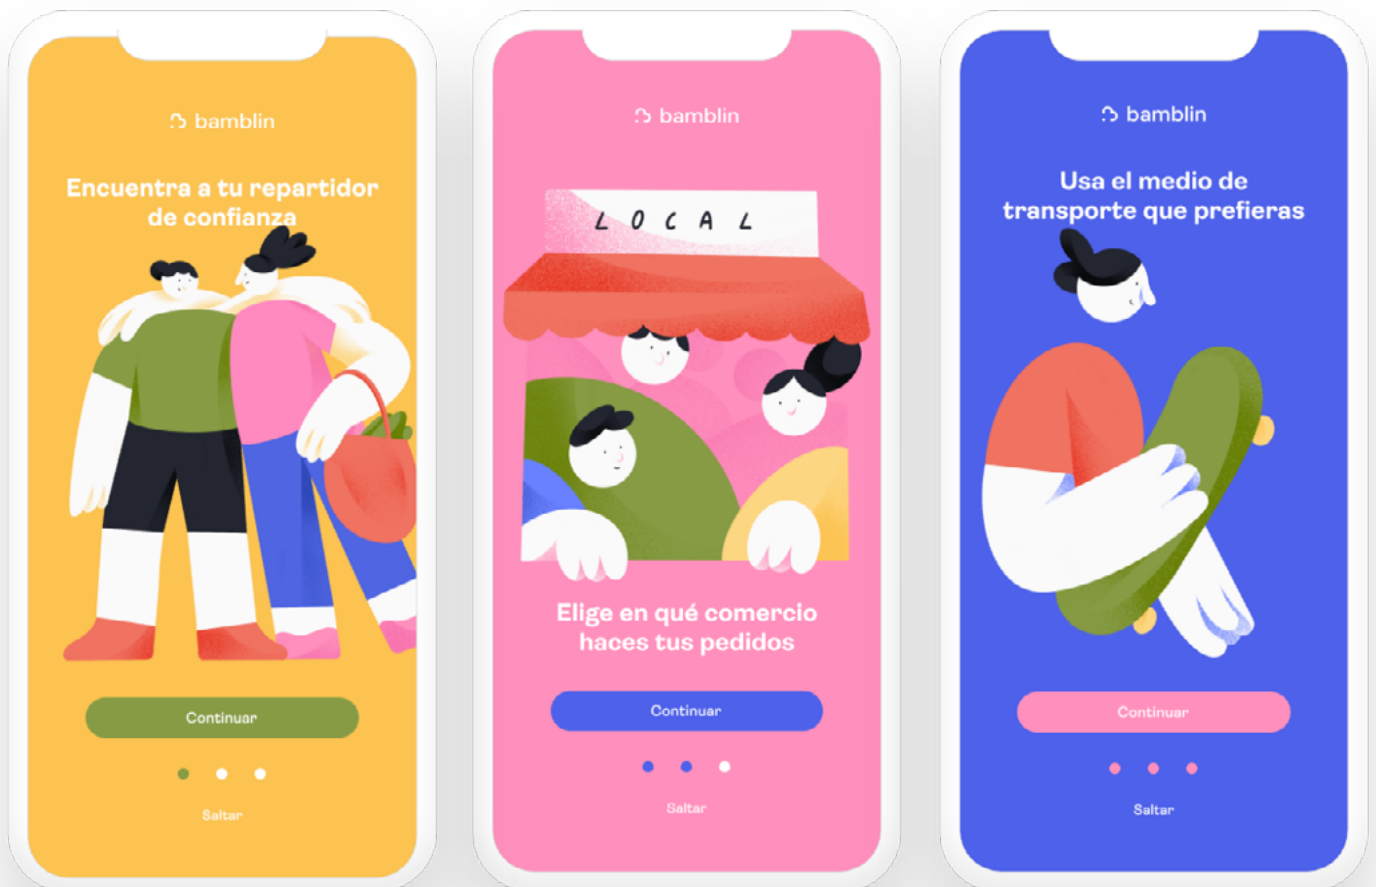 bamblin
Encuentra a tu repartidor
de confianza
Continuar
Saltar
bamblin
LOCAL
Elige en qué comercio
haces tus pedidos
Continuar
Saltar
bamblin
Usa el medio de
transporte que prefieras
Continuar
Saltar